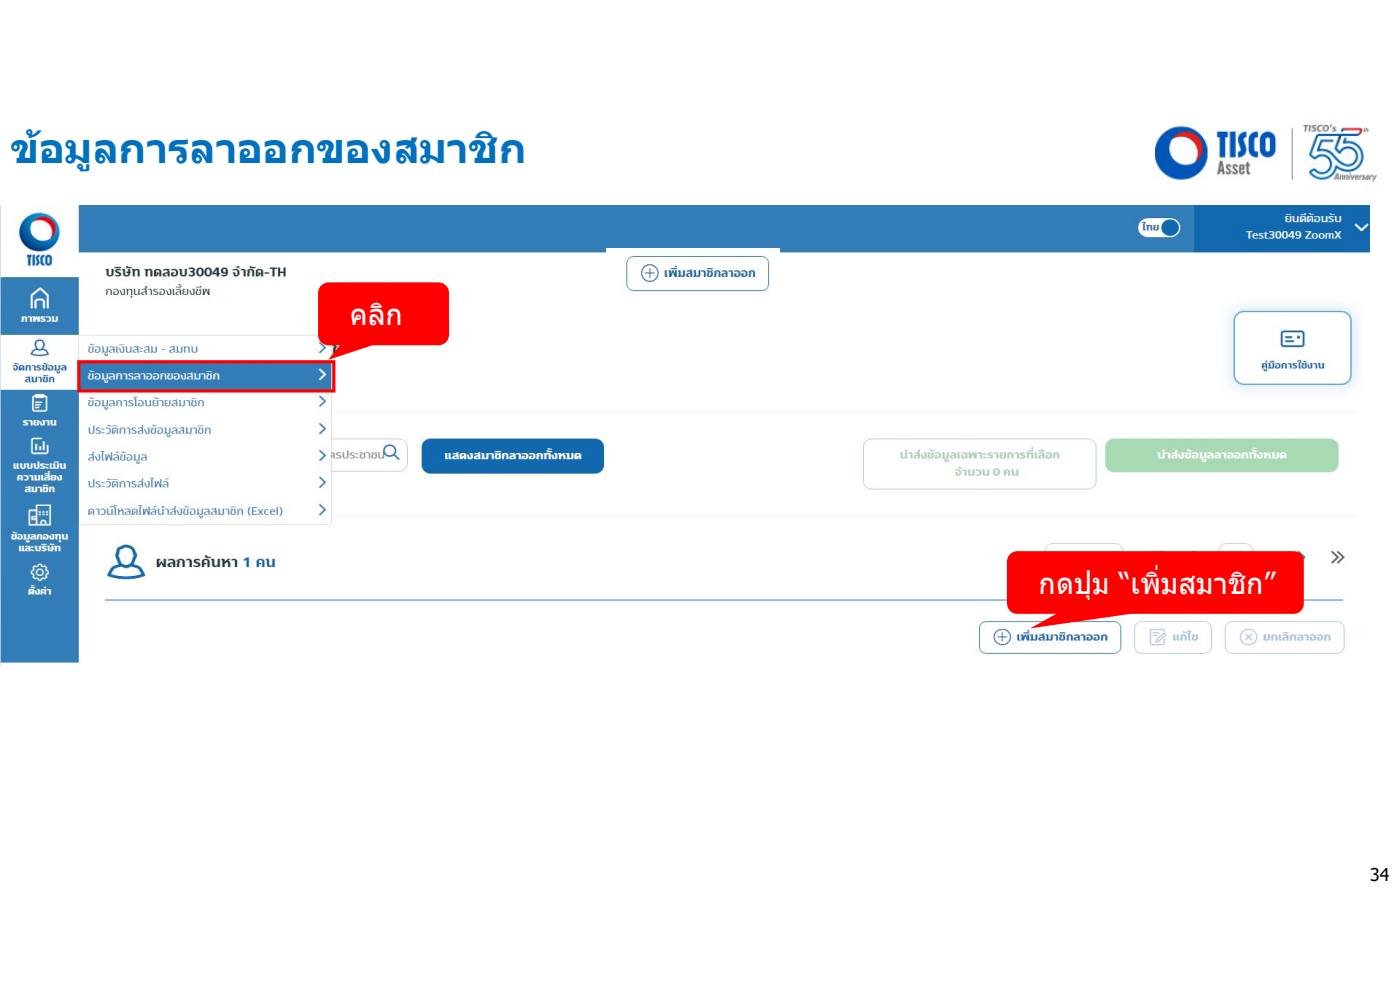 ข้อมูลการลาออกของสมาชิก
TISCO
Asset
TISCO's
55th
Anniversary
TISCO
ไทย
ยินดีต้อนรับ
Test30049 ZoomX
บริษัท ทดสอบ30049 จำกัด-TH
กองทุนสำรองเลี้ยงชีพ
เพิ่มสมาชิกลาออก
คลิก
ภาพรวม
จัดการข้อมูล
สมาชิก
รายงาน
แบบประเมิน
ความเสี่ยง
สมาชิก
ข้อมูลกองทุน
และบริษัท
ตั้งค่า
ข้อมูลเงินสะสม - สมทบ
ข้อมูลการลาออกของสมาชิก
ข้อมูลการโอนย้ายสมาชิก
ประวัติการส่งข้อมูลสมาชิก
ส่งไฟล์ข้อมูล
ประวัติการส่งไฟล์
ดาวน์โหลดไฟล์นำส่งข้อมูลสมาชิก (Excel)
คู่มือการใช้งาน
แสดงสมาชิกลาออกทั้งหมด
นำส่งข้อมูลเฉพาะรายการที่เลือก
จำนวน 0 คน
นำส่งข้อมูลลาออกทั้งหมด
ผลการค้นหา 1 คน
กดปุ่ม “เพิ่มสมาชิก”
เพิ่มสมาชิกลาออก
แก้ไข
ยกเลิกลาออก
34